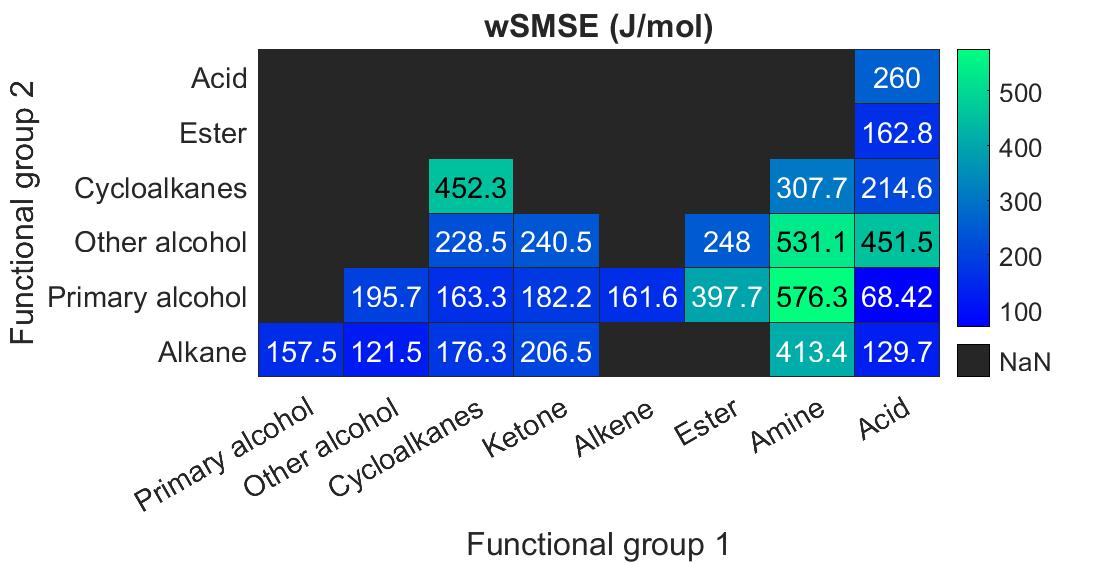 wSMSE (J/mol)
Functional group 2
Acid 260
Ester 162.8
Cycloalkanes 452.3 307.7 214.6
Other alcohol 228.5 240.5 248 531.1 451.5
Primary alcohol 195.7 163.3 182.2 161.6 397.7 576.3 68.42
Alkane 157.5 121.5 176.3 206.5 413.4 129.7
Primary alcohol Other alcohol Cycloalkanes Ketone Alkene Ester Amine Acid
Functional group 1
500
400
300
200
100
NaN